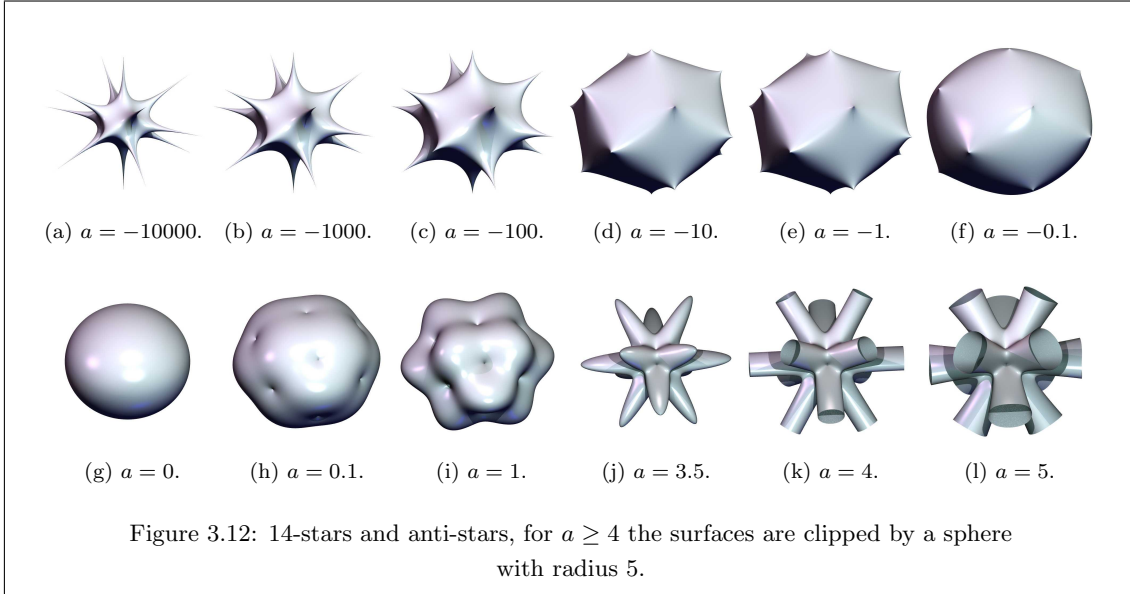 (a) a = −10000. (b) a = −1000. (c) a = −100. (d) a = −10. (e) a = −1. (f) a = −0.1.
(g) a = 0. (h) a = 0.1. (i) a = 1. (j) a = 3.5. (k) a = 4. (l) a = 5.
Figure 3.12: 14-stars and anti-stars, for a ≥ 4 the surfaces are clipped by a sphere
with radius 5.